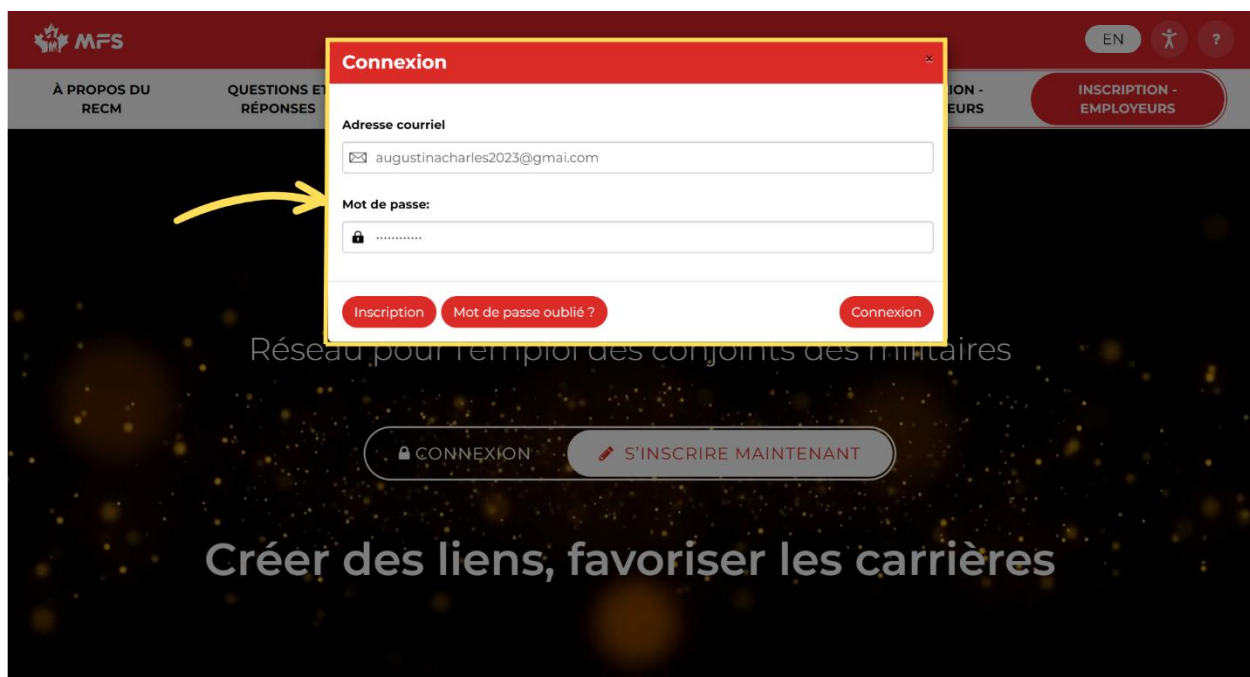 MFS
EN
?
À PROPOS DU
RECM
QUESTIONS ET
RÉPONSES
INSCRIPTION -
EMPLOYEURS
Connexion
×
Adresse courriel
augustinacharles2023@gmai.com
Mot de passe:
............
Inscription
Mot de passe oublié ?
Connexion
Réseau pour l'emploi des conjoints des militaires
CONNEXION
S'INSCRIRE MAINTENANT
Créer des liens, favoriser les carrières